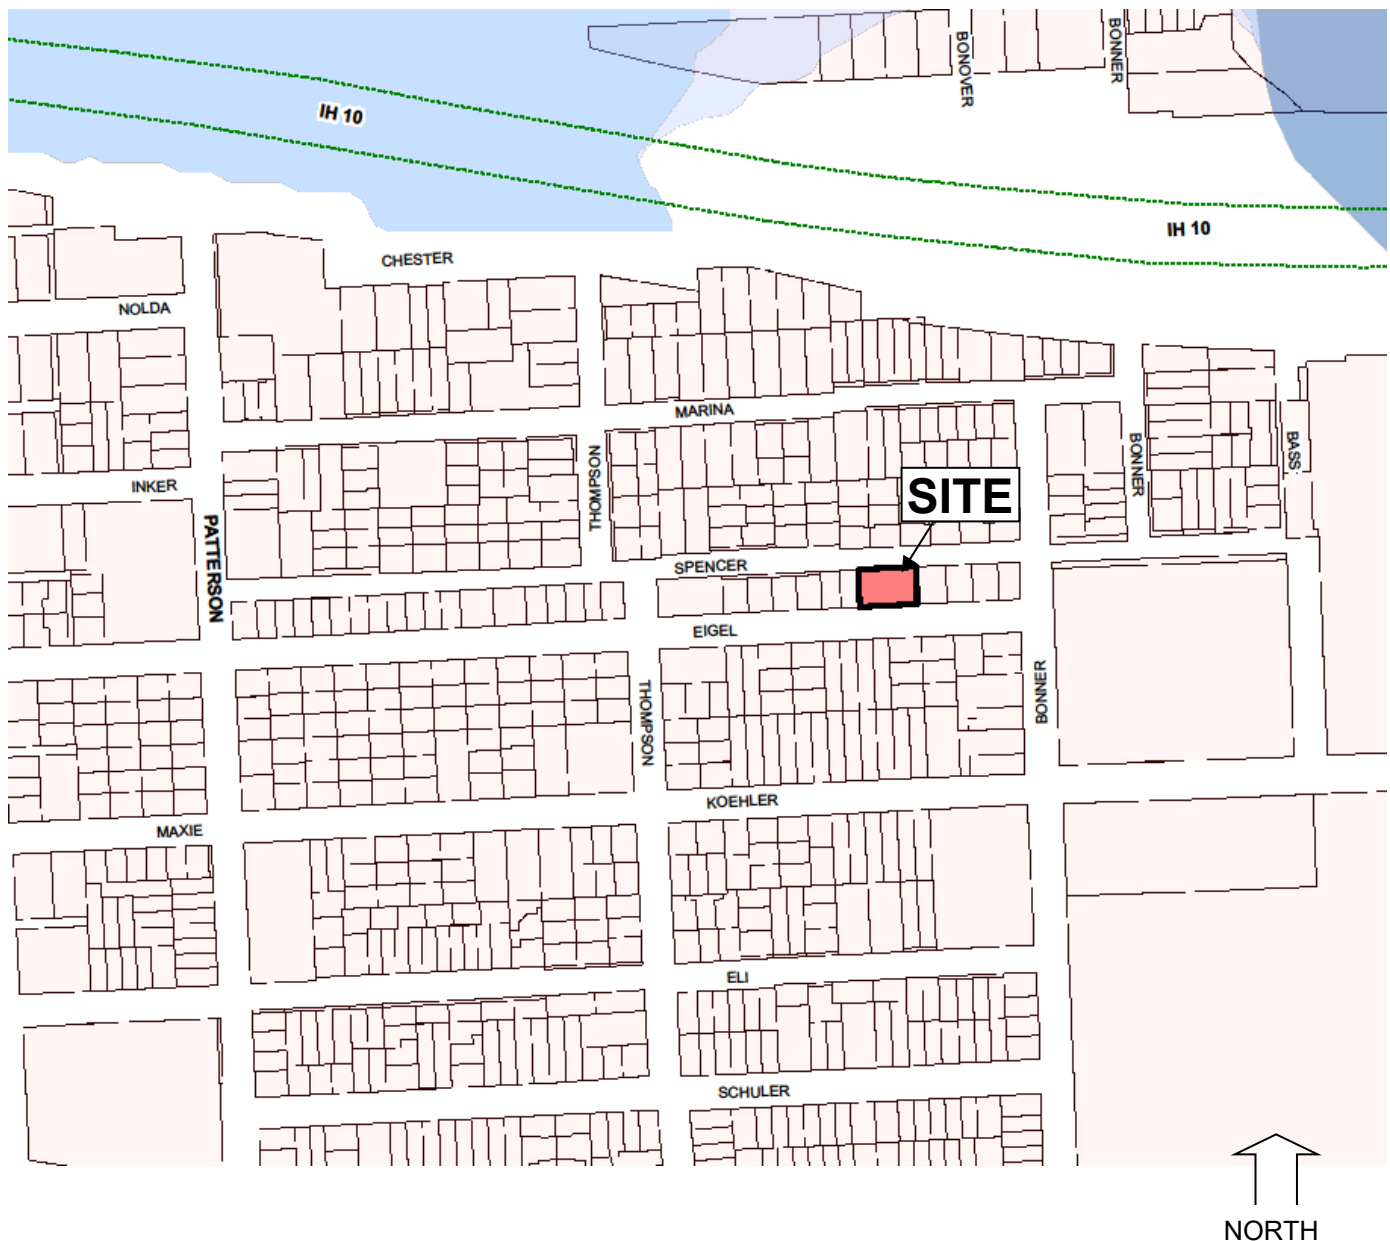 BONOVER
BONNER
IH 10
IH 10
CHESTER
NOLDA
MARINA
THOMPSON
BONNER
BASS
INKER
SITE
PATTERSON
SPENCER
EIGEL
THOMPSON
BONNER
KOEHLER
MAXIE
ELI
SCHULER
NORTH